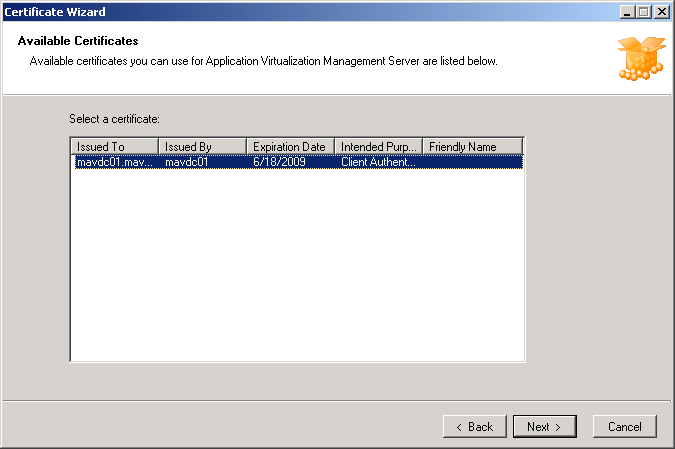 Certificate Wizard
Available Certificates
Available certificates you can use for Application Virtualization Management Server are listed below.
Select a certificate:
Issued To Issued By Expiration Date Intended Purp... Friendly Name
mavdc01.mav... mavdc01 6/18/2009 Client Authent...
< Back Next > Cancel